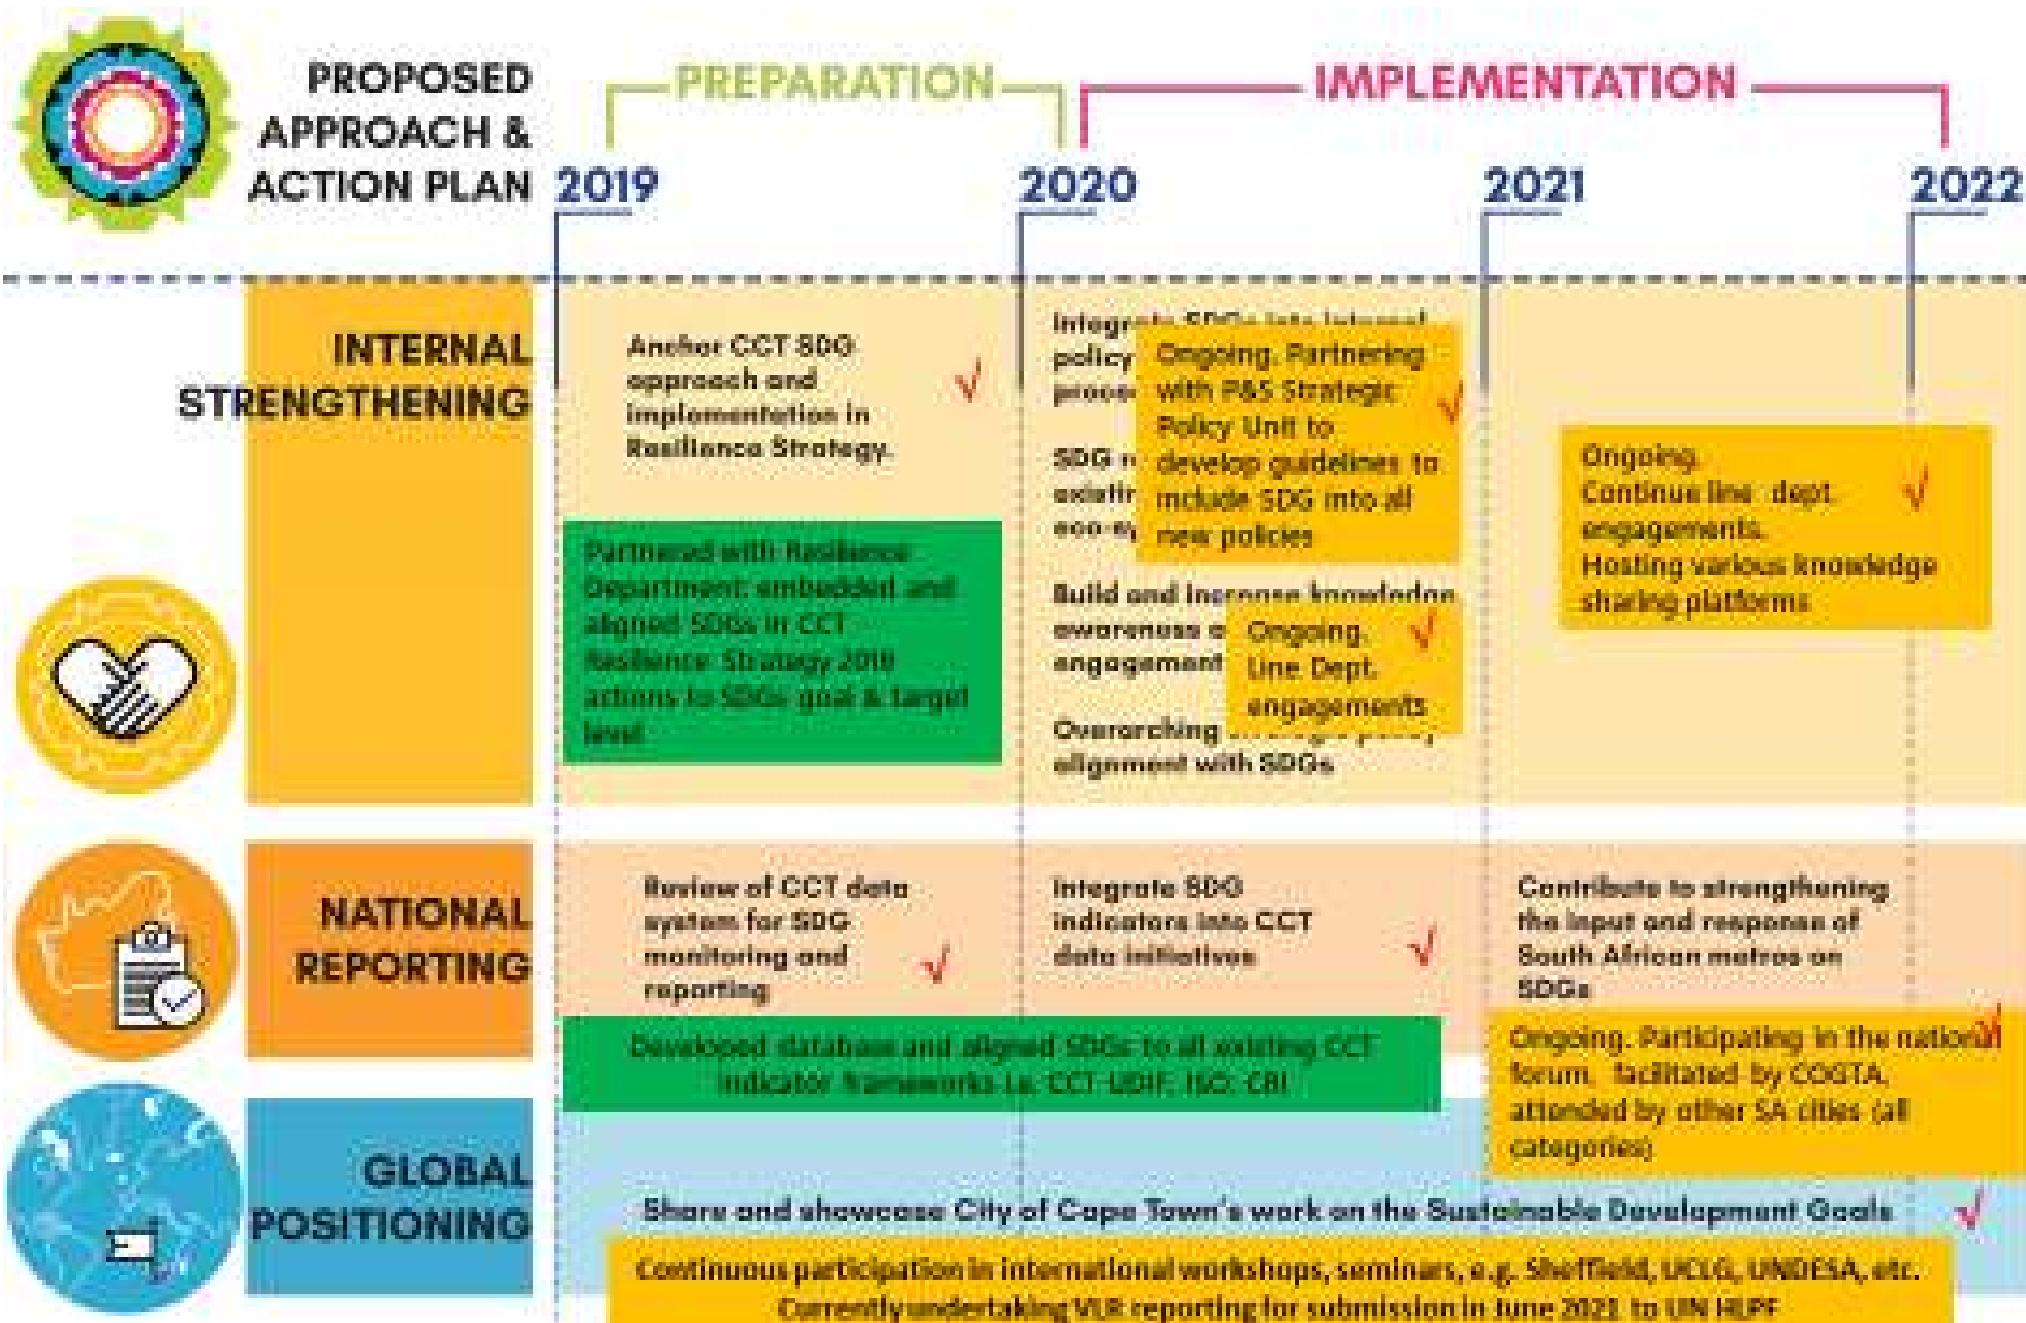 PROPOSED
APPROACH &
ACTION PLAN
PREPARATION
IMPLEMENTATION
2019
2020
2021
2022
INTERNAL
STRENGTHENING
Anchor CCT SDG
approach and
implementation in
Resilience Strategy.
√
Partnered with Resilience
Department: embedded and
aligned SDGs in CCT
Resilience Strategy 2019
actions to SDGs goal & target
level
policy
Ongoing. Partnering
with P&S Strategic
Policy Unit to
develop guidelines to
include SDG into all
new policies
√
SDG
Build and increase knowledge
awareness
engagement
Ongoing.
Line Dept.
engagements
√
Overarching
alignment with SDGs
Ongoing.
Continue line dept.
engagements.
Hosting various knowledge
sharing platforms
√
NATIONAL
REPORTING
Review of CCT data
system for SDG
monitoring and
reporting
√
Integrate SDG
indicators into CCT
data initiatives
√
Contribute to strengthening
the input and response of
South African metros on
SDGs
Developed database and aligned SDGs to all existing CCT
indicator frameworks i.e. CCT UDIF, ISO, CRI
Ongoing. Participating in the national
forum, facilitated by COGTA,
attended by other SA cities (all
categories)
√
GLOBAL
POSITIONING
Share and showcase City of Cape Town's work on the Sustainable Development Goals
√
Continuous participation in international workshops, seminars, e.g. Sheffield, UCLG, UNDESA, etc.
Currently undertaking VLR reporting for submission in June 2021 to UN HLPF